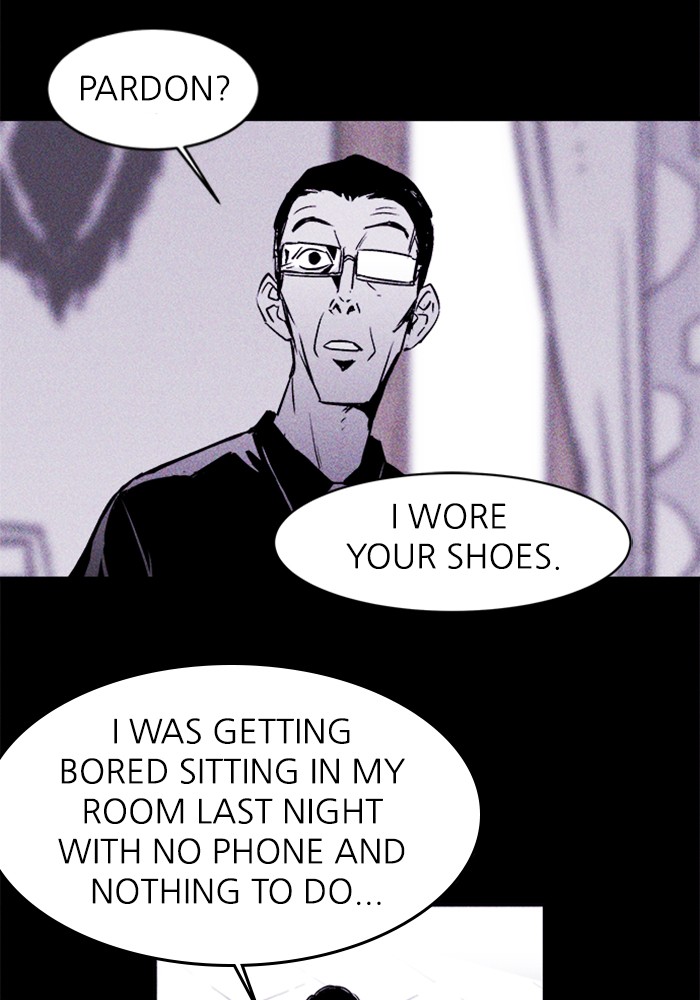 PARDON?
I WORE
YOUR SHOES.
I WAS GETTING
BORED SITTING IN MY
ROOM LAST NIGHT
WITH NO PHONE AND
NOTHING TO DO...